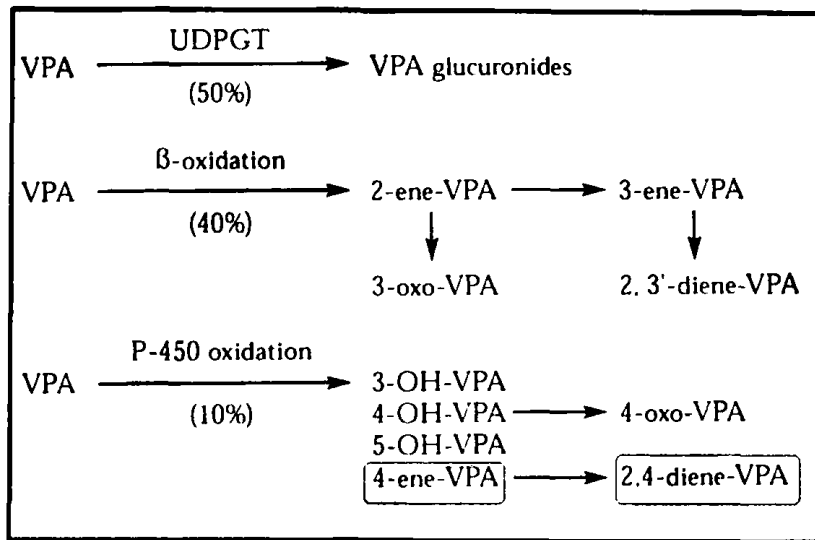 UDPGT
VPA VPA glucuronides
(50%)
ß-oxidation
VPA 2-ene-VPA 3-ene-VPA
(40%)
3-oxo-VPA 2, 3'-diene-VPA
P-450 oxidation
VPA 3-OH-VPA
(10%) 4-OH-VPA 4-oxo-VPA
5-OH-VPA
4-ene-VPA 2,4-diene-VPA